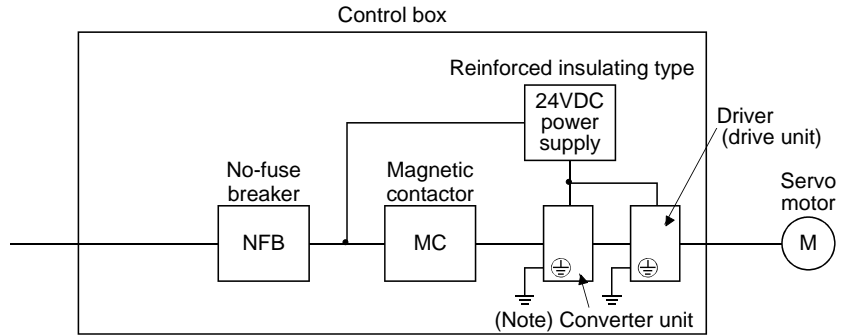 Control box
Reinforced insulating type
24VDC
power
supply
Driver
(drive unit)
No-fuse
breaker
Magnetic
contactor
Servo
motor
NFB
MC
M
(Note) Converter unit